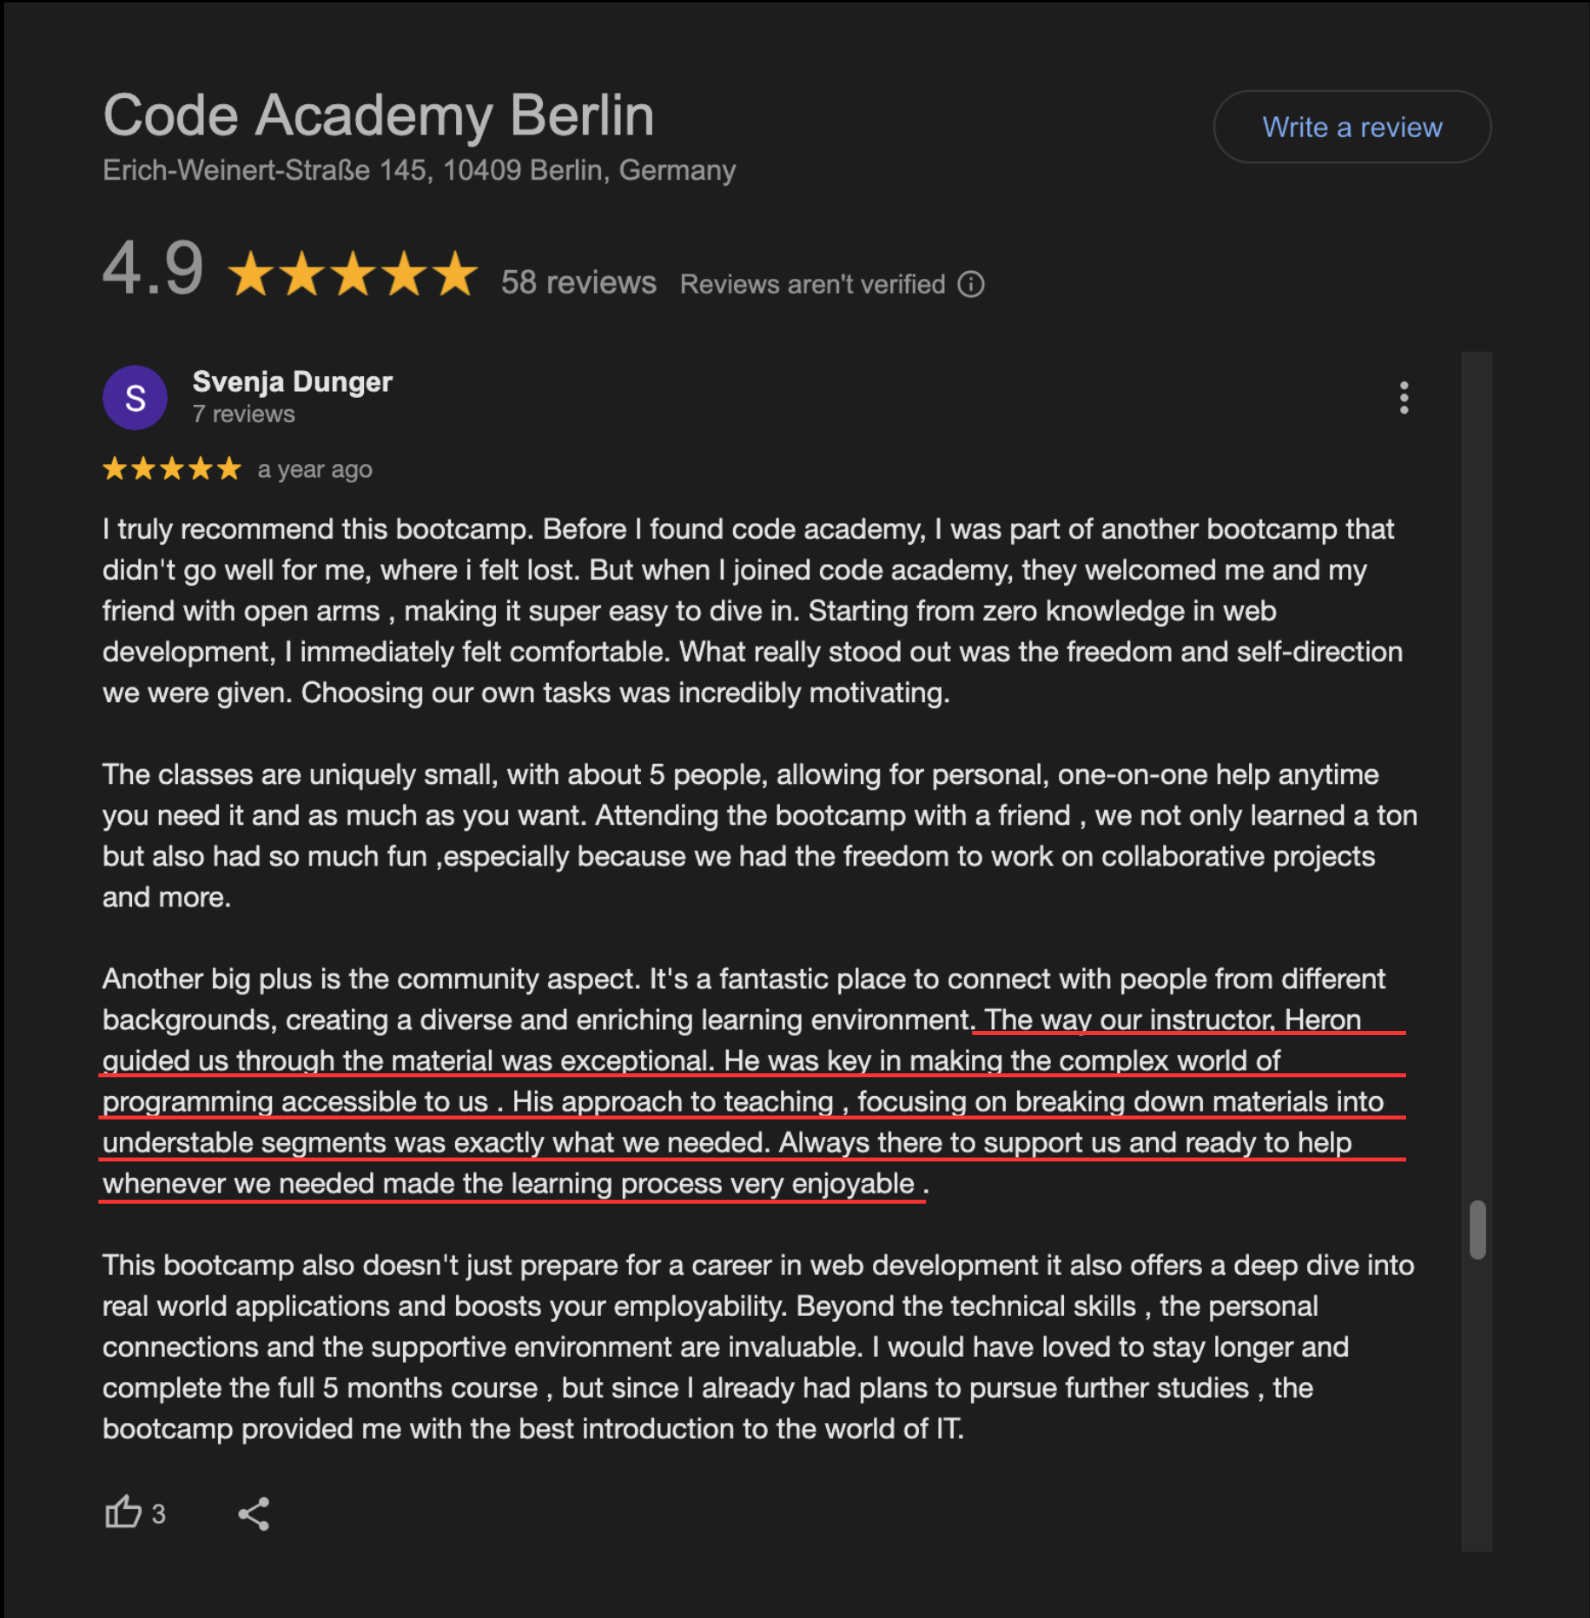 Code Academy Berlin
Write a review
Erich-Weinert-Straße 145, 10409 Berlin, Germany
4.9 58 reviews Reviews aren't verified
S
Svenja Dunger
7 reviews
a year ago
I truly recommend this bootcamp. Before I found code academy, I was part of another bootcamp that
didn't go well for me, where i felt lost. But when I joined code academy, they welcomed me and my
friend with open arms , making it super easy to dive in. Starting from zero knowledge in web
development, I immediately felt comfortable. What really stood out was the freedom and self-direction
we were given. Choosing our own tasks was incredibly motivating.
The classes are uniquely small, with about 5 people, allowing for personal, one-on-one help anytime
you need it and as much as you want. Attending the bootcamp with a friend , we not only learned a ton
but also had so much fun ,especially because we had the freedom to work on collaborative projects
and more.
Another big plus is the community aspect. It's a fantastic place to connect with people from different
backgrounds, creating a diverse and enriching learning environment. The way our instructor, Heron
guided us through the material was exceptional. He was key in making the complex world of
programming accessible to us . His approach to teaching , focusing on breaking down materials into
understable segments was exactly what we needed. Always there to support us and ready to help
whenever we needed made the learning process very enjoyable .
This bootcamp also doesn't just prepare for a career in web development it also offers a deep dive into
real world applications and boosts your employability. Beyond the technical skills , the personal
connections and the supportive environment are invaluable. I would have loved to stay longer and
complete the full 5 months course , but since I already had plans to pursue further studies , the
bootcamp provided me with the best introduction to the world of IT.
3